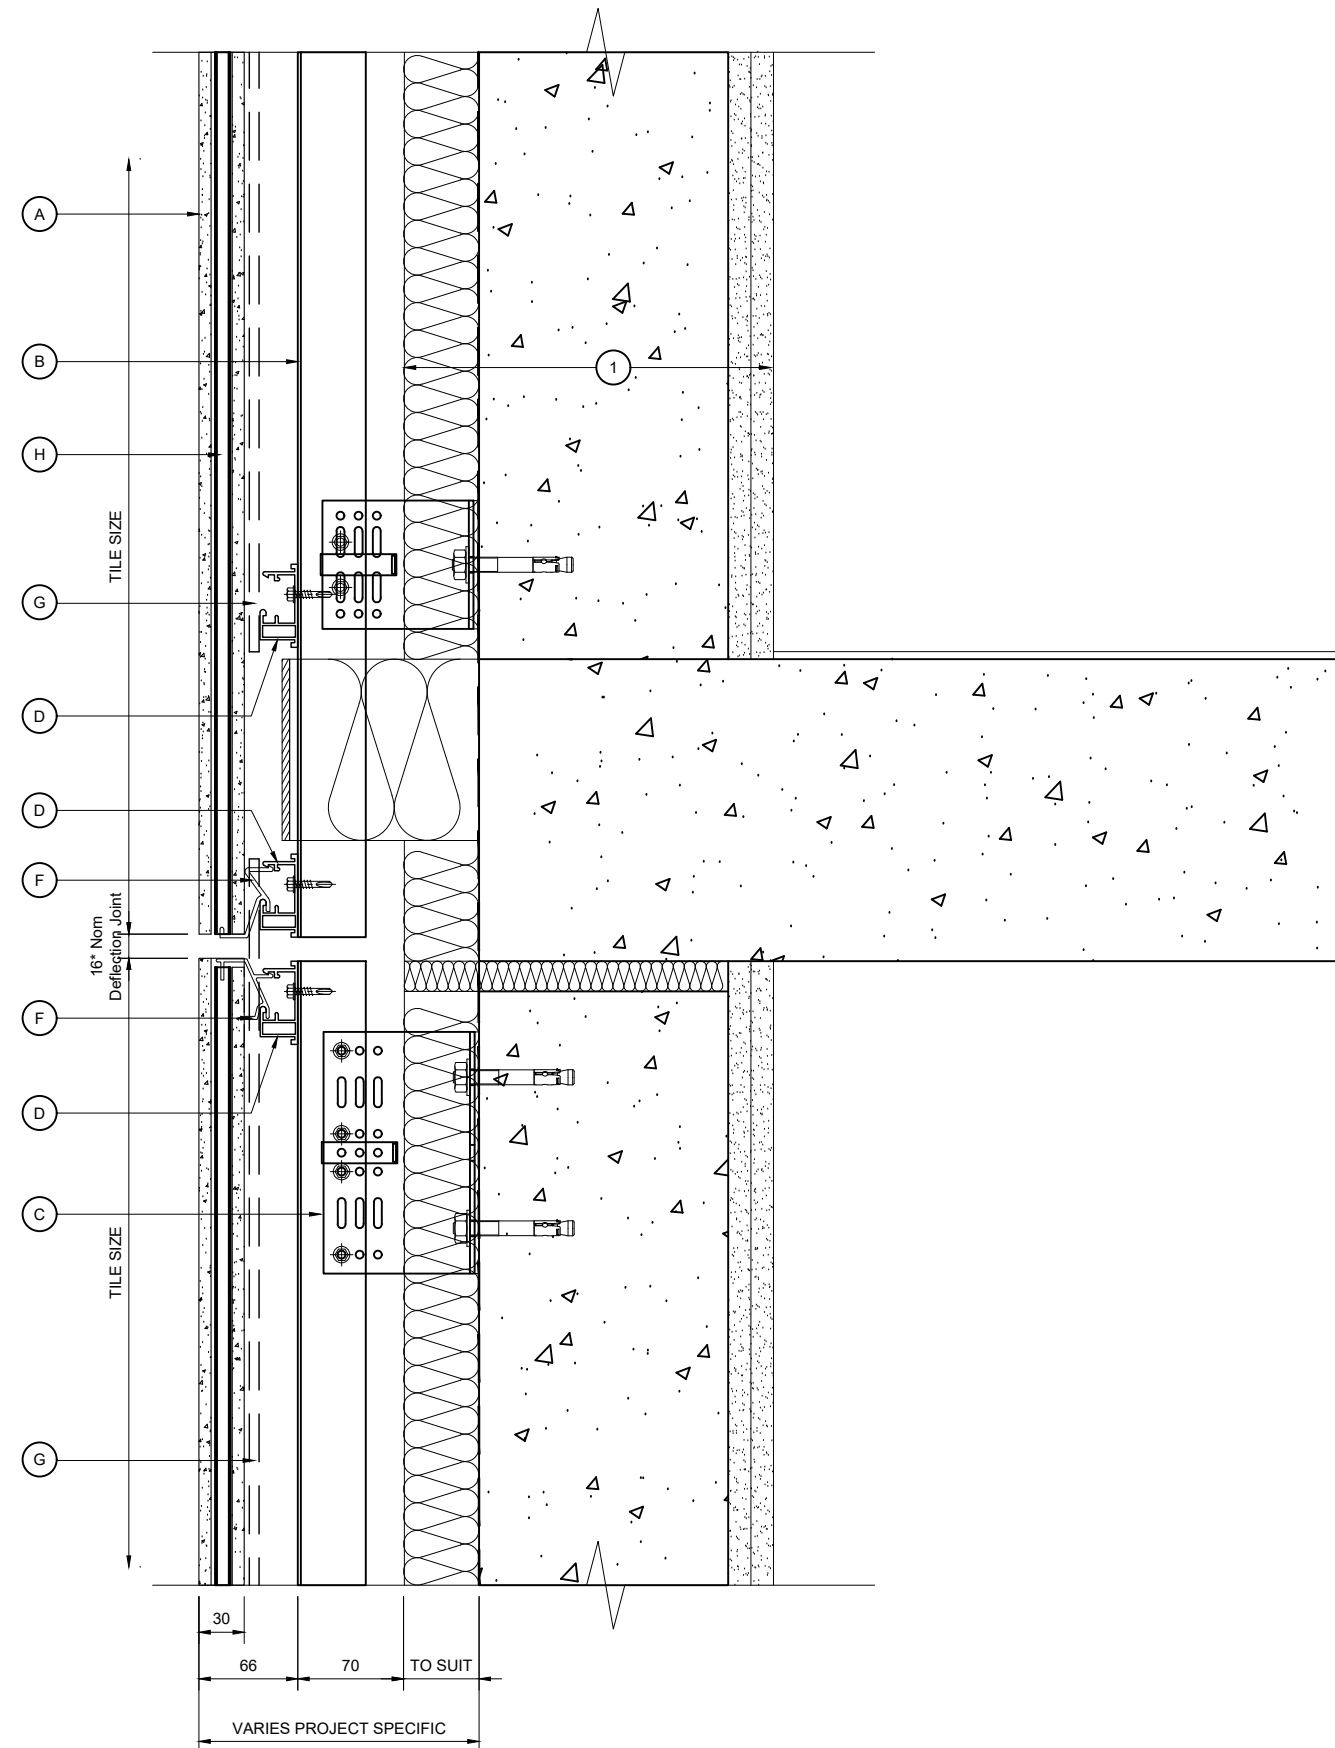 A
B
1
H
TILE SIZE
G
D
D
F
16* Nom
Deflection Joint
F
D
C
TILE SIZE
G
30
66
70
TO SUIT
VARIES PROJECT SPECIFIC